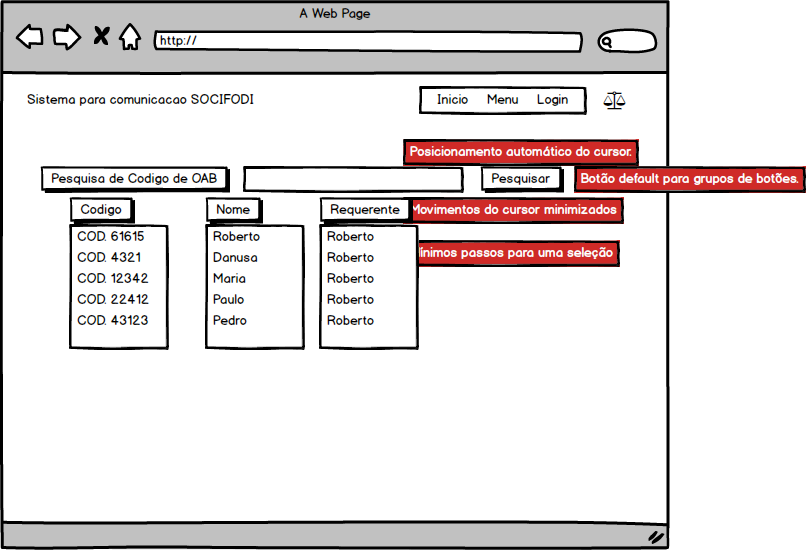 A Web Page
http://
Sistema para comunicacao SOCIFODI
Inicio Menu Login
Posicionamento automático do cursor.
Pesquisa de Codigo de OAB
Pesquisar
Botão default para grupos de botões.
Codigo Nome Requerente
Movimentos do cursor minimizados
COD. 61615 Roberto Roberto
COD. 4321 Danusa Roberto
ínimos passos para uma seleção
COD. 12342 Maria Roberto
COD. 22412 Paulo Roberto
COD. 43123 Pedro Roberto